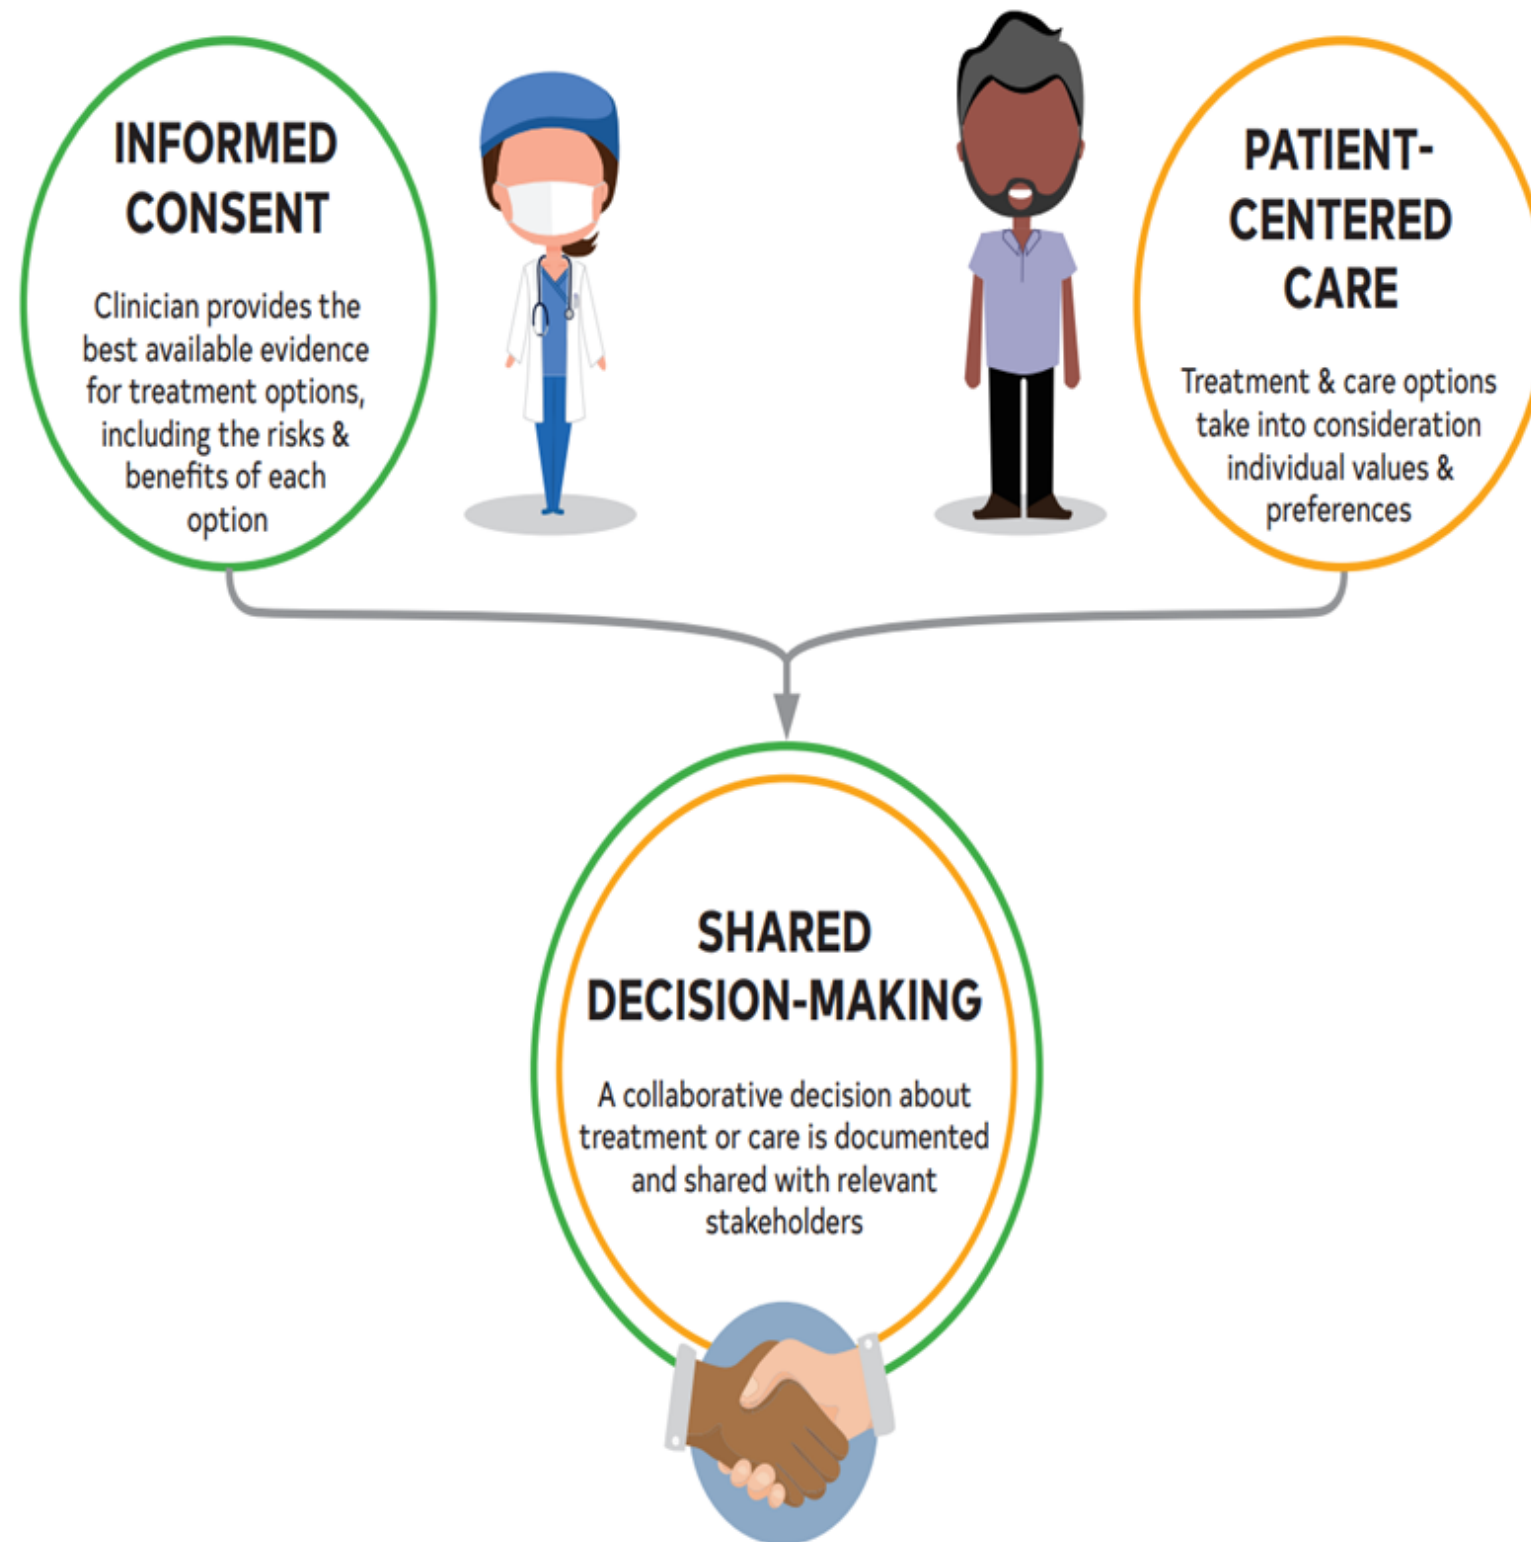 INFORMED
CONSENT
Clinician provides the
best available evidence
for treatment options,
including the risks &
benefits of each
option
PATIENT-
CENTERED
CARE
Treatment & care options
take into consideration
individual values &
preferences
SHARED
DECISION-MAKING
A collaborative decision about
treatment or care is documented
and shared with relevant
stakeholders